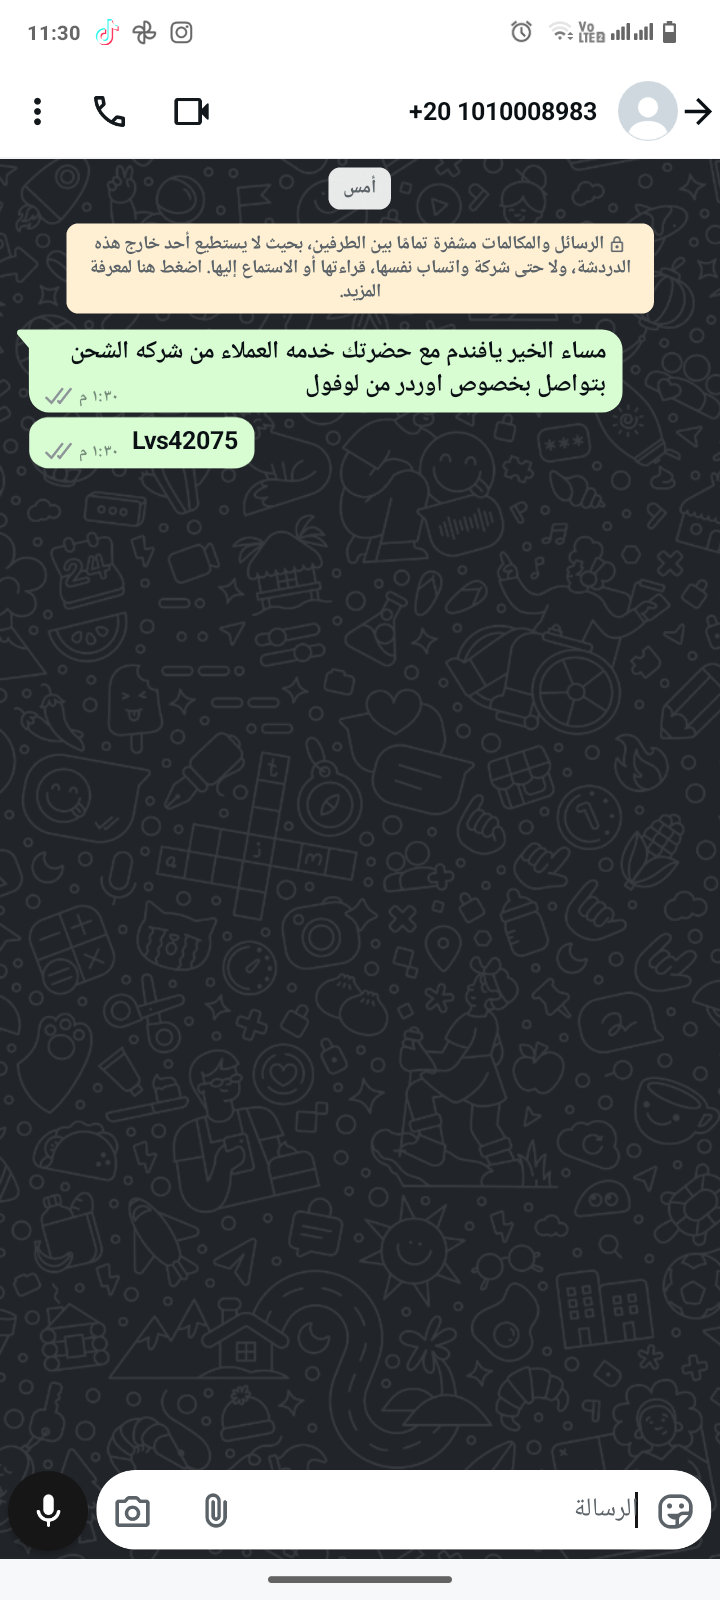 11:30
Vo
LTE2
+20 1010008983
أمس
الرسائل والمكالمات مشفرة تمامًا بين الطرفين، بحيث لا يستطيع أحد خارج هذه
الدردشة، ولا حتى شركة واتساب نفسها، قراءتها أو الاستماع إليها. اضغط هنا لمعرفة
المزيد.
مساء الخير يافندم مع حضرتك خدمه العملاء من شركه الشحن
بتواصل بخصوص اوردر من لوفول
١:٣٠ م
Lvs42075
١:٣٠ م
الرسالة